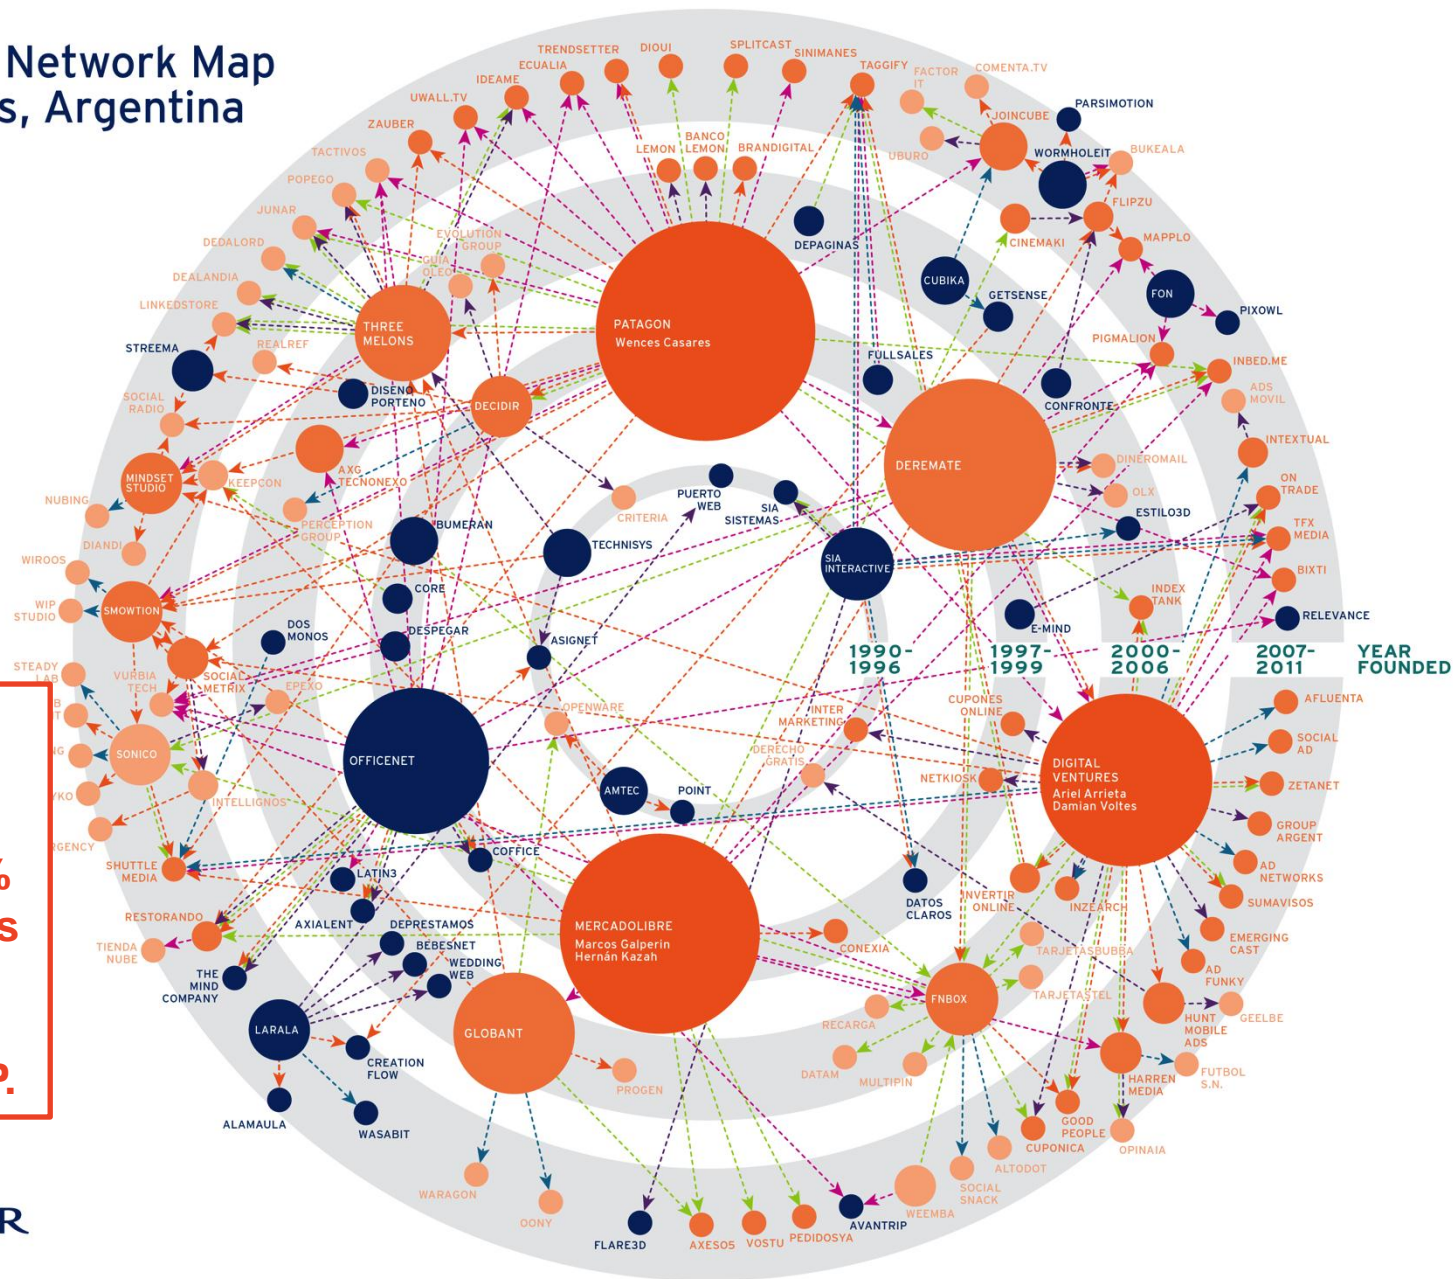 Network Map
s, Argentina
TRENDSETTER
DIOUI
SPLITCAST
SINIMANES
ECUALIA
IDEAME
UWALL.TV
ZAUBER
TACTIVOS
POPEGO
JUNAR
DEDALORD
DEALANDIA
LINKEDSTORE
STREEMA
REALREF
SOCIAL
RADIO
TAGGIFY
FACTOR
IT
COMENTA.TV
JOINCUBE
PARSIMOTION
UBURO
WORMHOLEIT
BUKEALA
FLIPZU
CINEMAKI
MAPPLO
LEMON
BANCO
LEMON
BRANDIGITAL
EVOLUTION
GROUP
GUIA
OLEO
DEPAGINAS
CUBIKA
GETSENSE
FON
PIXOWL
PIGMALION
INBED.ME
ADS
MOVIL
THREE
MELONS
PATAGON
Wences Casares
FULLSALES
CONFRONTE
INTEXTUAL
DISENO
PORTENO
DECIDIR
DEREMATE
DINEROMAIL
OLX
ESTILO3D
ON
TRADE
TFX
MEDIA
BIXTI
RELEVANCE
MINDSET
STUDIO
KEEPCON
AXG
TECNONEXO
NUBING
PERCEPTION
GROUP
BUMERAN
DIANDI
CRITERIA
PUERTO
WEB
SIA
SISTEMAS
TECHNISYS
SIA
INTERACTIVE
WIROOS
WIP
STUDIO
SMOWTION
CORE
DESPEGAR
DOS
MONOS
ASIGNET
E-MIND
INDEX
TANK
1990-
1996
1997-
1999
2000-
2006
2007-
2011
YEAR
FOUNDED
STEADY
LAB
VURBIA
TECH
SOCIAL
METRIX
EPEXO
B
T
SONICO
NG
YKO
RGENCY
INTELLIGNOS
SHUTTLE
MEDIA
OFFICENET
OPENWARE
INTER
MARKETING
DERECHO
GRATIS
CUPONES
ONLINE
NETKIOSK
DIGITAL
VENTURES
Ariel Arrieta
Damian Voltes
AFLUENTA
SOCIAL
AD
ZETANET
GROUP
ARGENT
AD
NETWORKS
SUMAVISOS
EMERGING
CAST
AD
FUNKY
AMTEC
POINT
COFFICE
LATIN3
AXIALENT
RESTORANDO
TIENDA
NUBE
THE
MIND
COMPANY
DEPRESTAMOS
BEBESNET
WEDDING
WEB
LARALA
CREATION
FLOW
ALAMAULA
WASABIT
GLOBANT
PROGEN
WARAGON
OONY
MERCADOLIBRE
Marcos Galperin
Hernán Kazah
CONEXIA
DATOS
CLAROS
INVERTIR
ONLINE
INZEARCH
TARJETASBUBBA
TARJETASTEL
FNBOX
RECARGA
DATAM
MULTIPIN
HUNT
MOBILE
ADS
GEELBE
HARREN
MEDIA
FUTBOL
S.N.
GOOD
PEOPLE
CUPONICA
OPINAIA
ALTODOT
SOCIAL
SNACK
WEEMBA
AVANTRIP
PEDIDOSYA
VOSTU
AXESO5
FLARE3D
%
s
P.
R